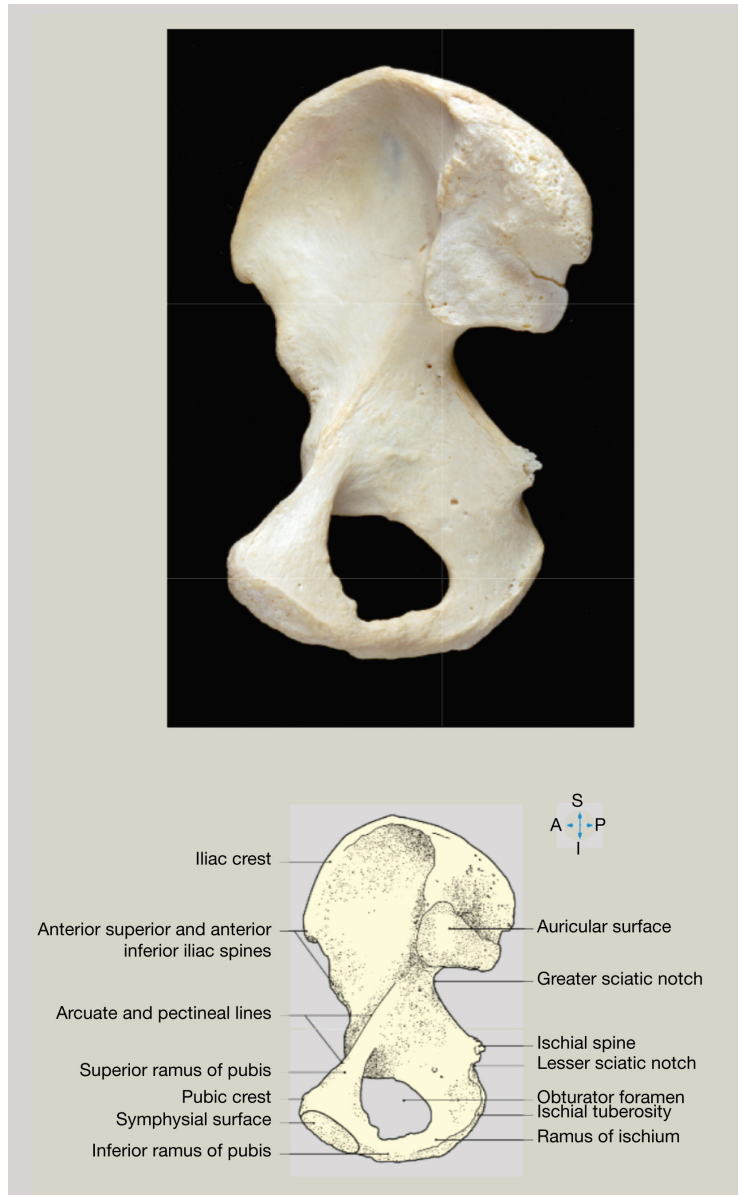 S
A P
I
Iliac crest
Anterior superior and anterior
inferior iliac spines
Arcuate and pectineal lines
Superior ramus of pubis
Pubic crest
Symphysial surface
Inferior ramus of pubis
Auricular surface
Greater sciatic notch
Ischial spine
Lesser sciatic notch
Obturator foramen
Ischial tuberosity
Ramus of ischium